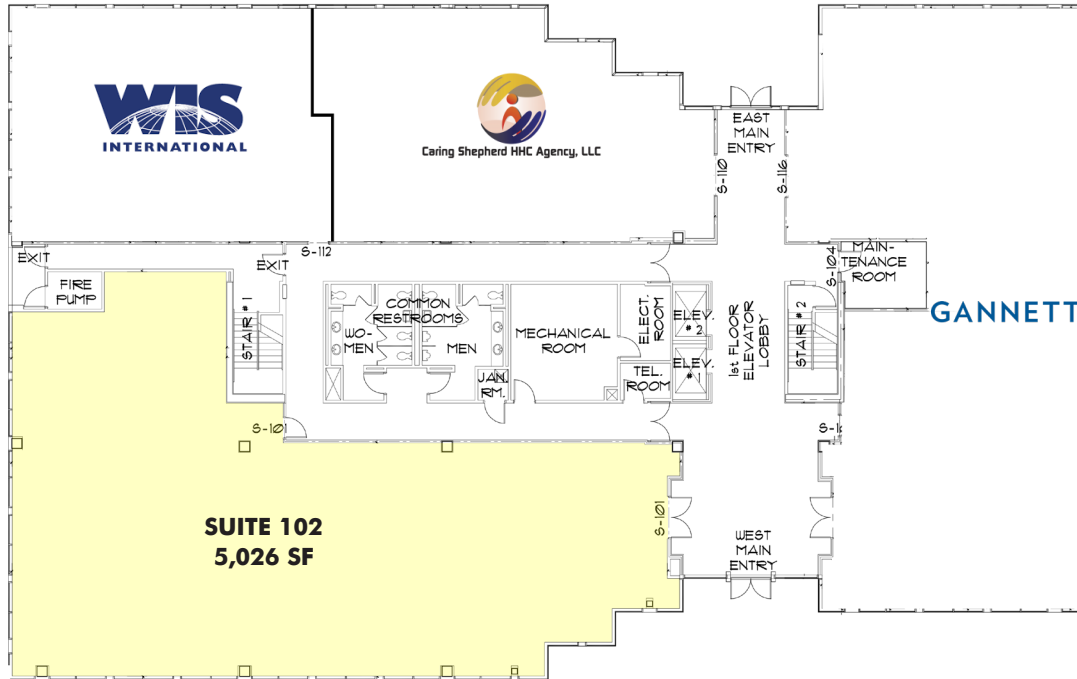 WIS
INTERNATIONAL
Caring Shepherd HHC Agency, LLC
EAST
MAIN
ENTRY
S-110
S-116
S-112
EXIT
EXIT
FIRE
PUMP
STAIR # 1
COMMON
RESTROOMS
WO-
MEN
MEN
JAN.
RM.
MECHANICAL
ROOM
ELECT.
ROOM
TEL.
ROOM
ELEV.
# 2
ELEV.
# 1
1st FLOOR
ELEVATOR
LOBBY
STAIR # 2
S-104
MAIN-
TENANCE
ROOM
GANNETT
S-101
S-1
SUITE 102
5,026 SF
S-101
WEST
MAIN
ENTRY